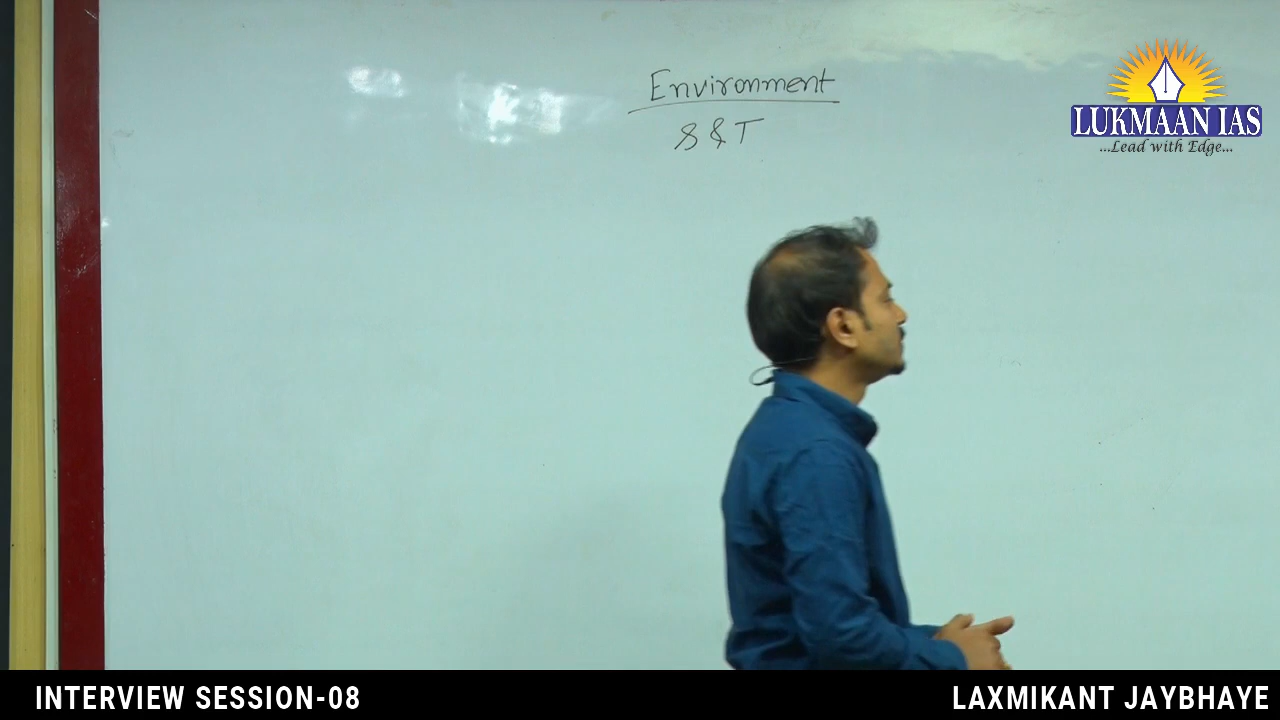 Environment
S & T
LUKMAAN IAS
...Lead with Edge...
INTERVIEW SESSION-08
LAXMIKANT JAYBHAYE